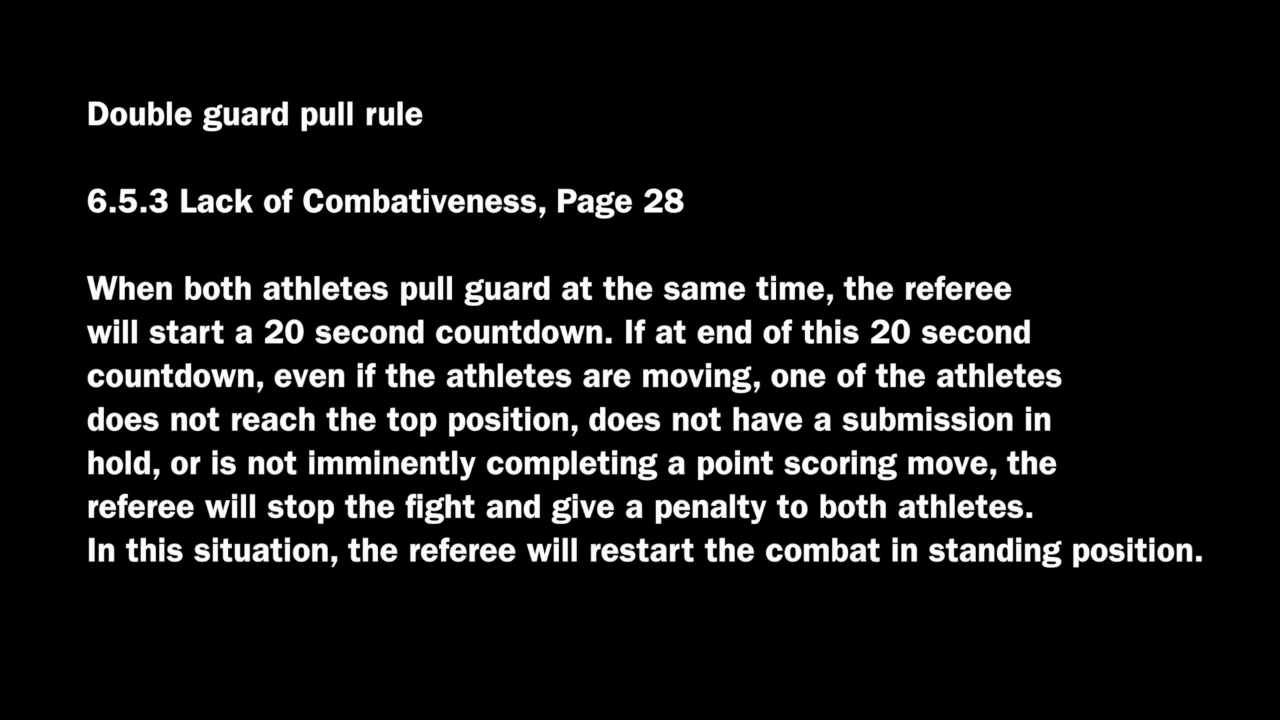 Double guard pull rule
6.5.3 Lack of Combativeness, Page 28
When both athletes pull guard at the same time, the referee
will start a 20 second countdown. If at end of this 20 second
countdown, even if the athletes are moving, one of the athletes
does not reach the top position, does not have a submission in
hold, or is not imminently completing a point scoring move, the
referee will stop the fight and give a penalty to both athletes.
In this situation, the referee will restart the combat in standing position.